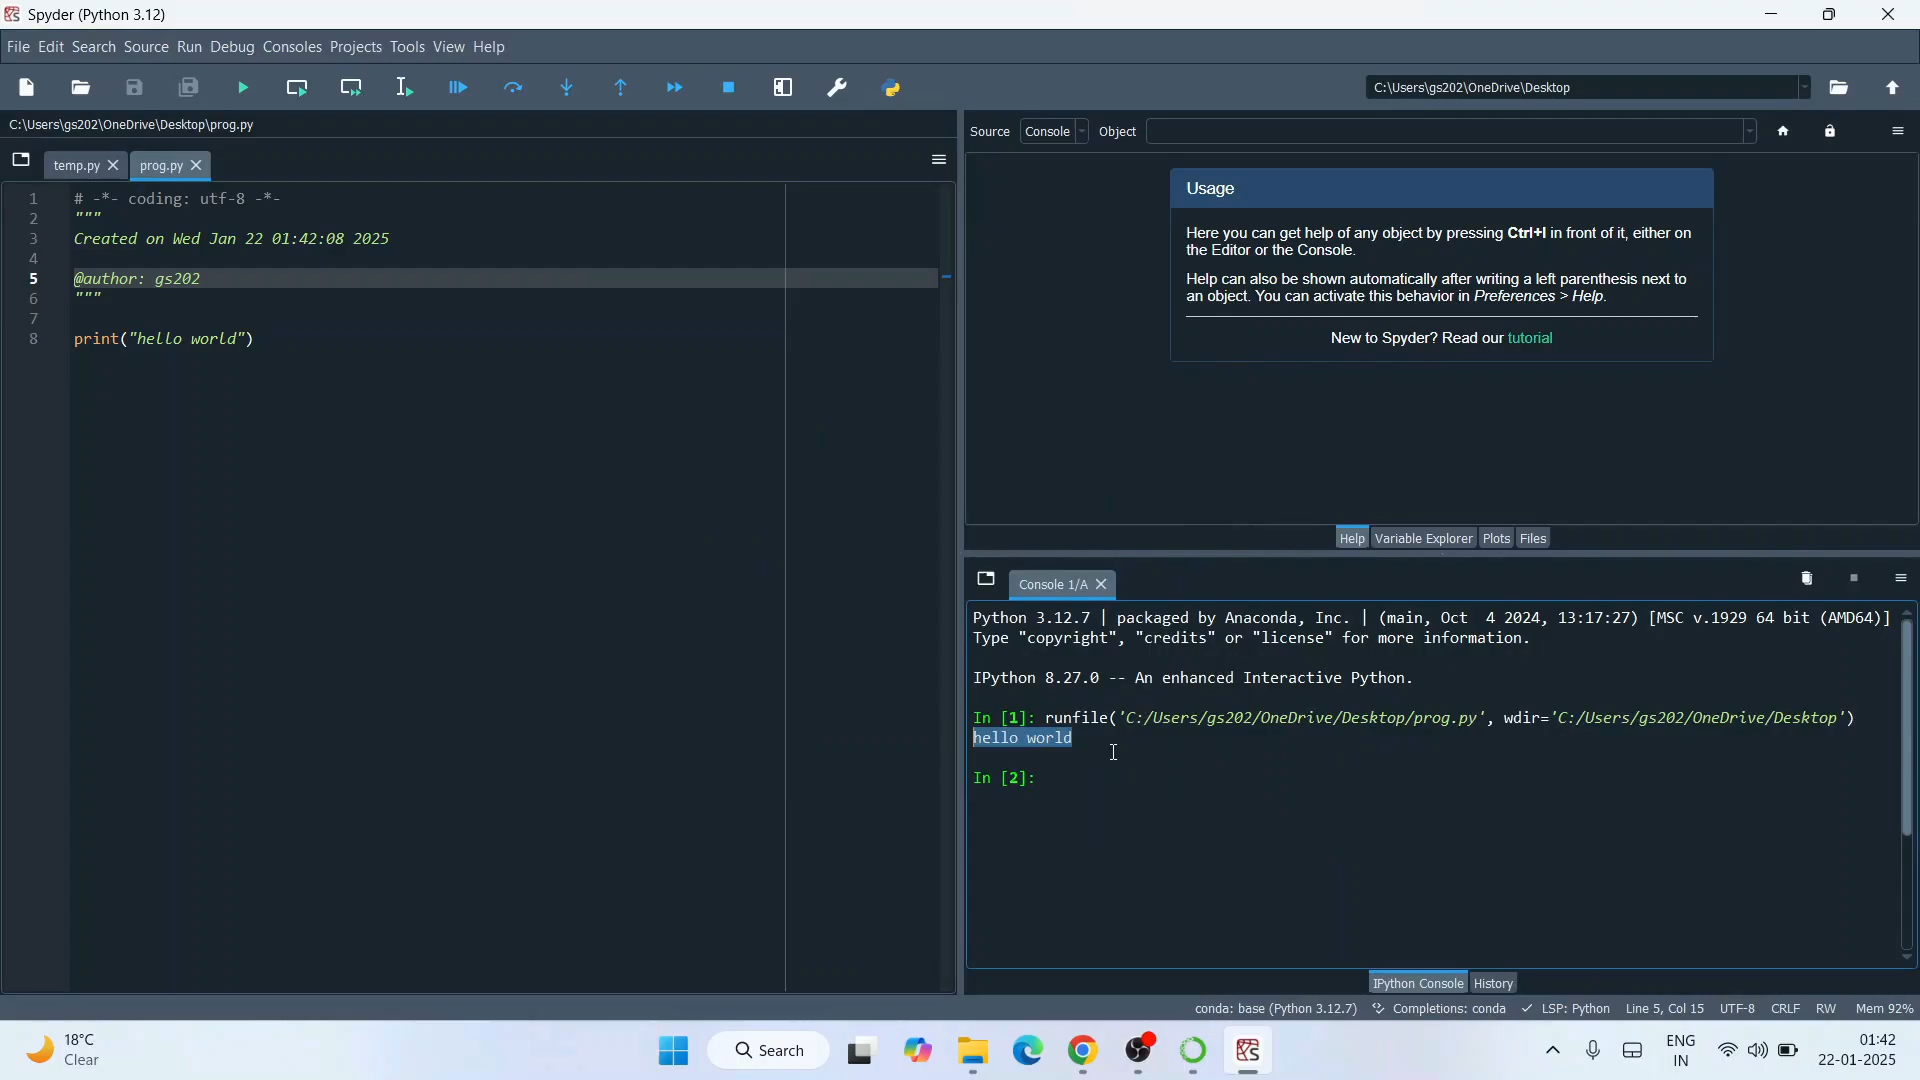 Spyder (Python 3.12)
File Edit Search Source Run Debug Consoles Projects Tools View Help
C:\Users\gs202\OneDrive\Desktop
C:\Users\gs202\OneDrive\Desktop\prog.py
temp.py
prog.py
1 # -*- coding: utf-8 -*-
2 """
3 Created on Wed Jan 22 01:42:08 2025
4
5 @author: gs202
6 """
7
8 print("hello world")
Source Console Object
Usage
Here you can get help of any object by pressing Ctrl+I in front of it, either on
the Editor or the Console.
Help can also be shown automatically after writing a left parenthesis next to
an object. You can activate this behavior in Preferences > Help.
New to Spyder? Read our tutorial
Help Variable Explorer Plots Files
Console 1/A
Python 3.12.7 | packaged by Anaconda, Inc. | (main, Oct  4 2024, 13:17:27) [MSC v.1929 64 bit (AMD64)]
Type "copyright", "credits" or "license" for more information.
IPython 8.27.0 -- An enhanced Interactive Python.
In [1]: runfile('C:/Users/gs202/OneDrive/Desktop/prog.py', wdir='C:/Users/gs202/OneDrive/Desktop')
hello world
In [2]:
IPython Console History
conda: base (Python 3.12.7) Completions: conda LSP: Python Line 5, Col 15 UTF-8 CRLF RW Mem 92%
18°C
Clear
Search
ENG
IN
01:42
22-01-2025